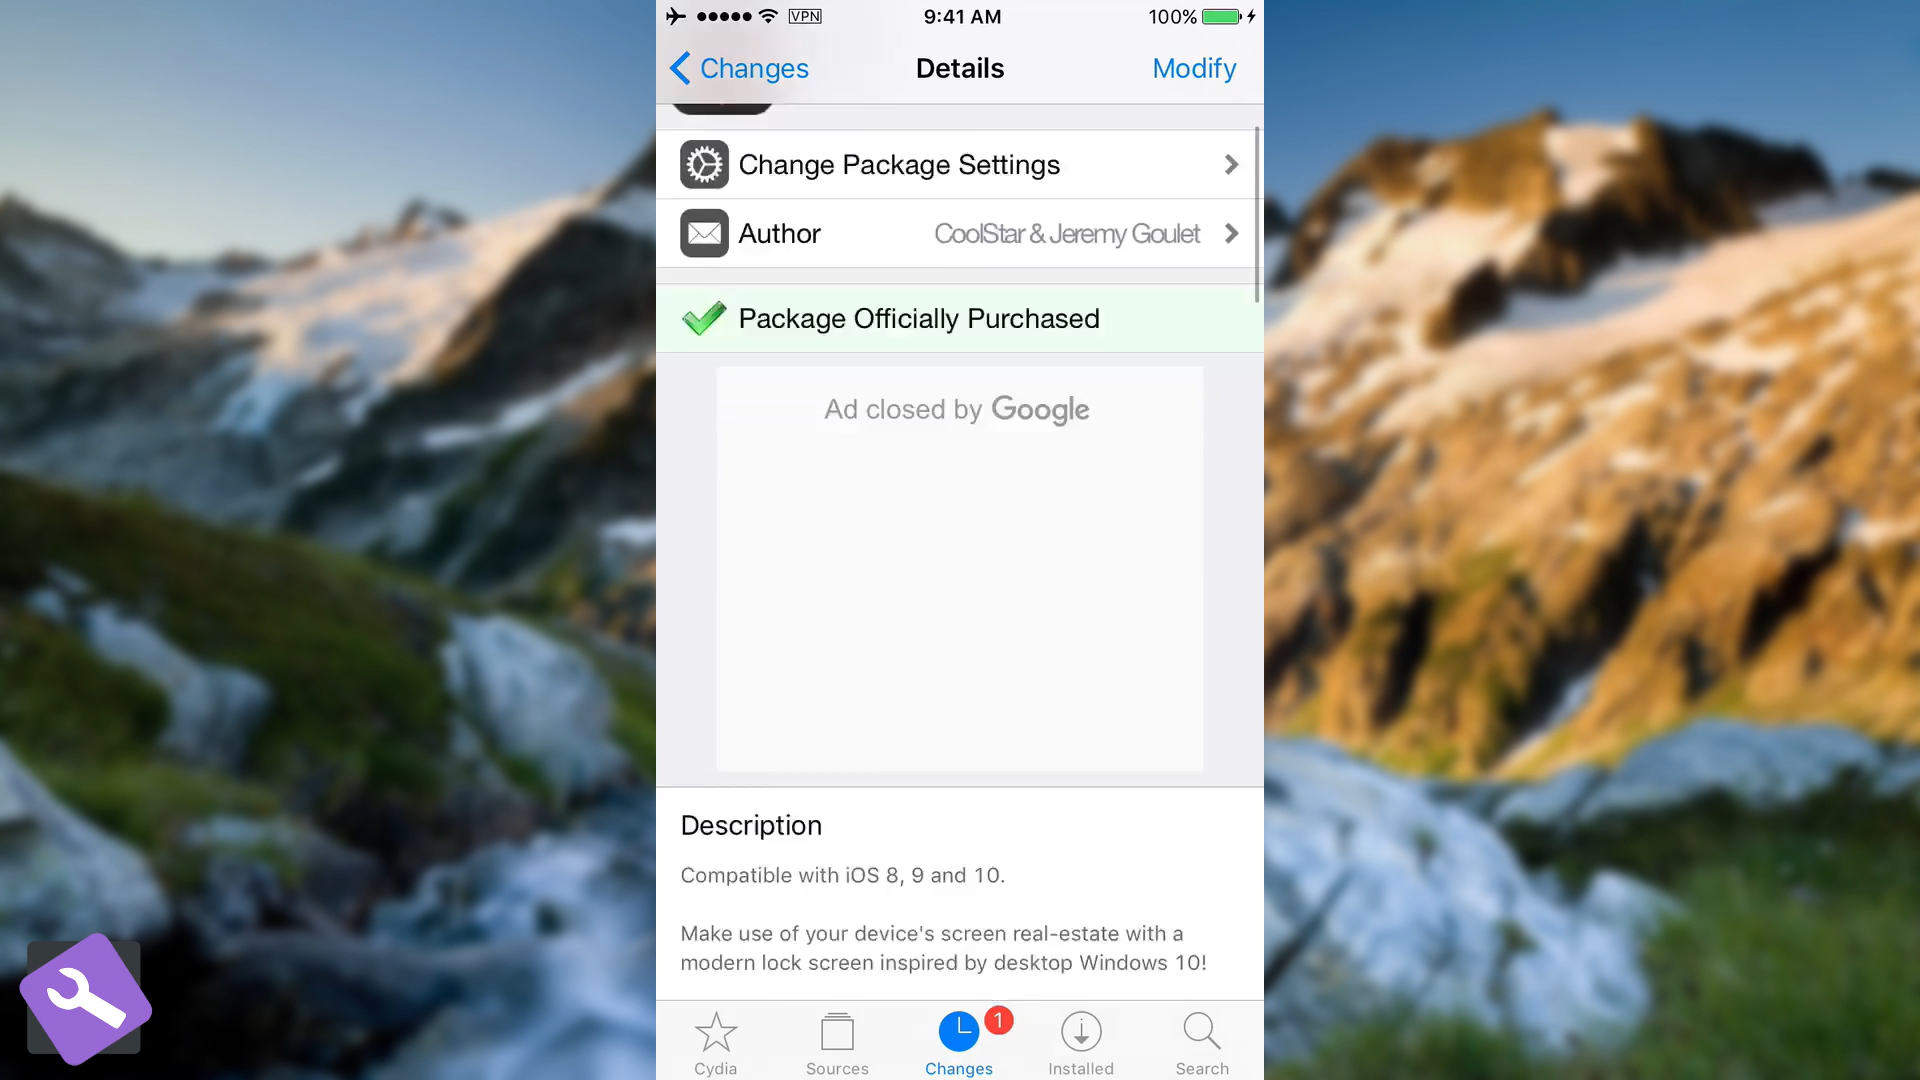 VPN
9:41 AM
100%
Changes
Details
Modify
Change Package Settings
Author
CoolStar & Jeremy Goulet
Package Officially Purchased
Ad closed by Google
Description
Compatible with iOS 8, 9 and 10.
Make use of your device's screen real-estate with a
modern lock screen inspired by desktop Windows 10!
1
Cydia
Sources
Changes
Installed
Search